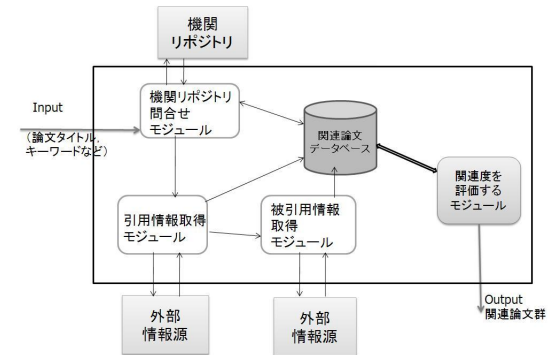 機関
リポジトリ
Input
(論文タイトル,
キーワードなど)
機関リポジトリ
問合せ
モジュール
関連論文
データベース
関連度を
評価する
モジュール
引用情報取得
モジュール
被引用情報
取得
モジュール
Output
関連論文群
外部
情報源
外部
情報源